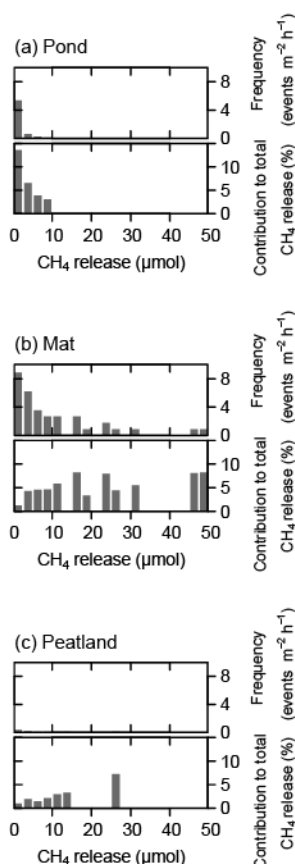 (a) Pond
8
4
0
Frequency
(events m⁻² h⁻¹)
10
5
0
Contribution to total
CH₄ release (%)
0 10 20 30 40 50
CH₄ release (µmol)
(b) Mat
8
4
0
Frequency
(events m⁻² h⁻¹)
10
5
0
Contribution to total
CH₄ release (%)
0 10 20 30 40 50
CH₄ release (µmol)
(c) Peatland
8
4
0
Frequency
(events m⁻² h⁻¹)
10
5
0
Contribution to total
CH₄ release (%)
0 10 20 30 40 50
CH₄ release (µmol)